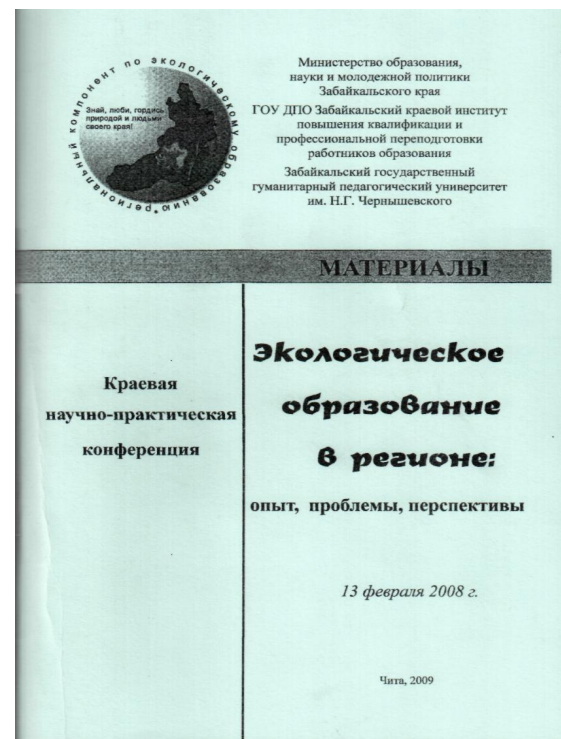 региональный компонент по экологическому образованию
Знай, люби, гордись
природой и людьми
своего края!
Министерство образования,
науки и молодежной политики
Забайкальского края
ГОУ ДПО Забайкальский краевой институт
повышения квалификации и
профессиональной переподготовки
работников образования
Забайкальский государственный
гуманитарный педагогический университет
им. Н.Г. Чернышевского
МАТЕРИАЛЫ
Краевая
научно-практическая
конференция
Экологическое
образование
в регионе:
опыт, проблемы, перспективы
13 февраля 2008 г.
Чита, 2009